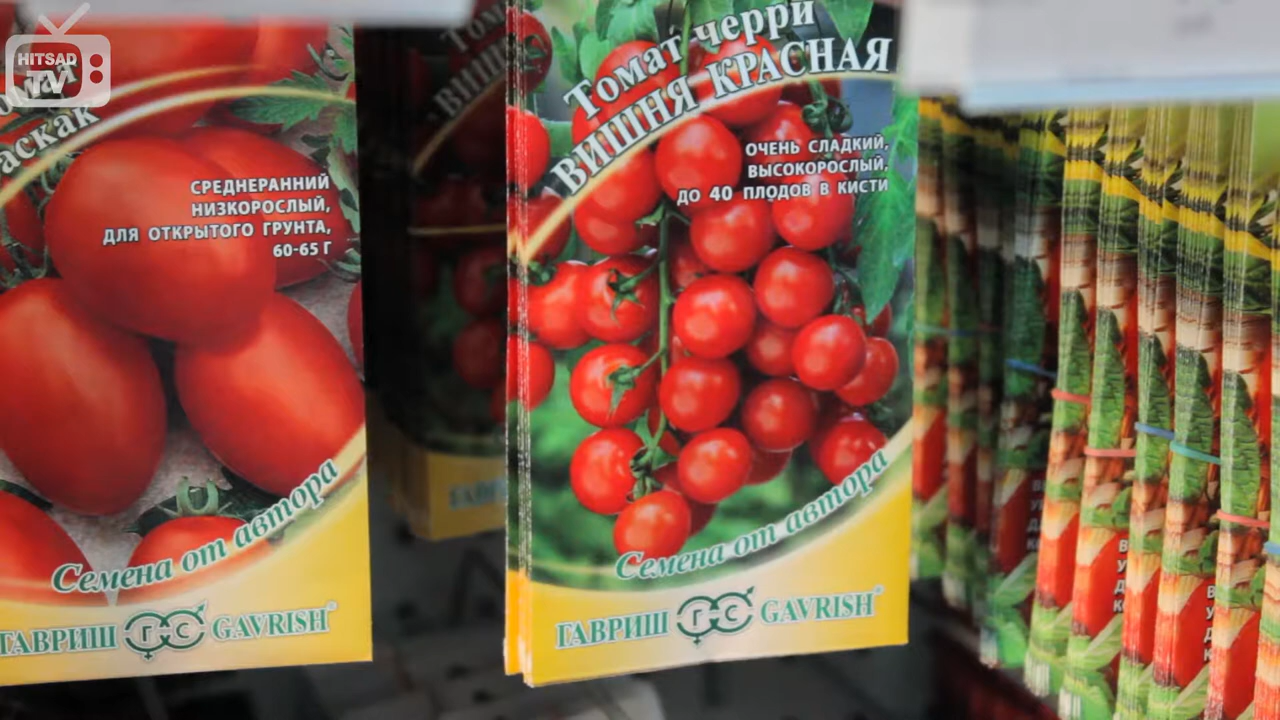 HITSAD
TV
аскак
СРЕДНЕРАННИЙ
НИЗКОРОСЛЫЙ,
ДЛЯ ОТКРЫТОГО ГРУНТА,
60-65 Г
Семена от автора
ГАВРИШ ГС GAVRISH®
Томат черри
ВИШНЯ КРАСНАЯ
ОЧЕНЬ СЛАДКИЙ,
ВЫСОКОРОСЛЫЙ,
ДО 40 ПЛОДОВ В КИСТИ
Семена от автора
ГАВРИШ ГС GAVRISH®